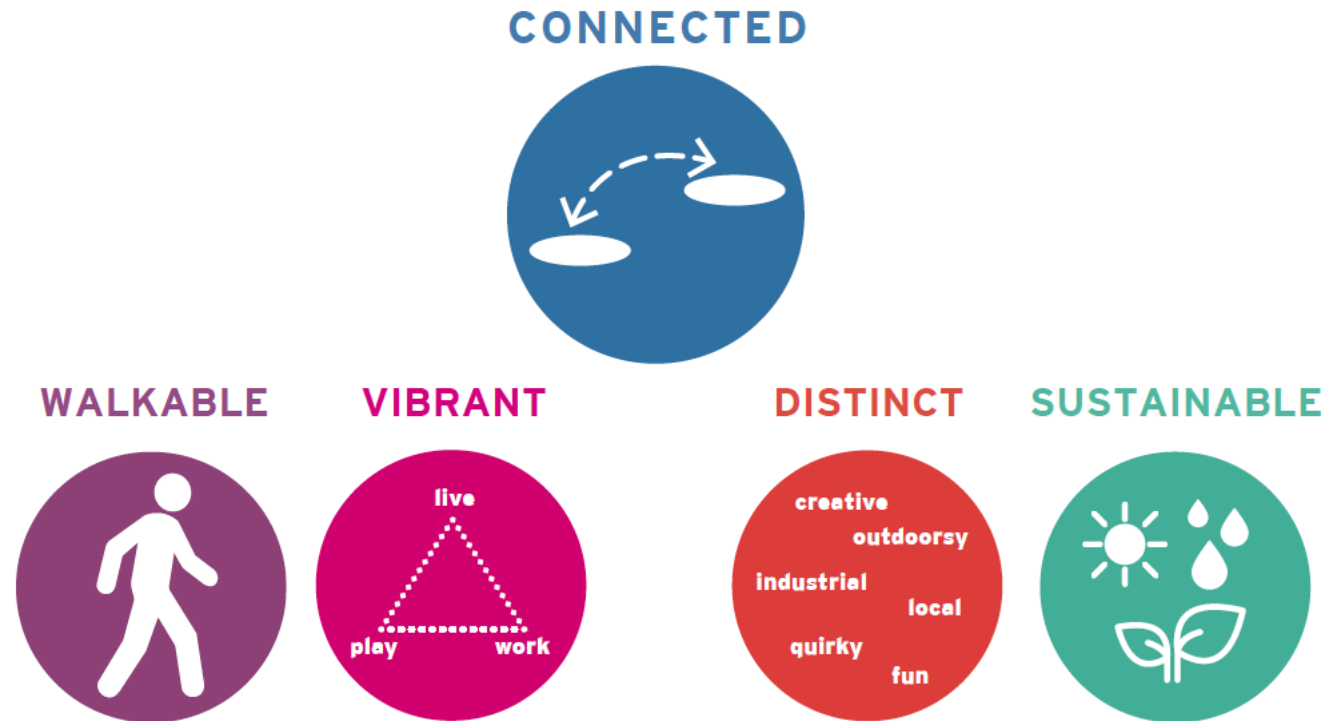 CONNECTED
WALKABLE
VIBRANT
DISTINCT
SUSTAINABLE
live
play
work
creative
outdoorsy
industrial
local
quirky
fun